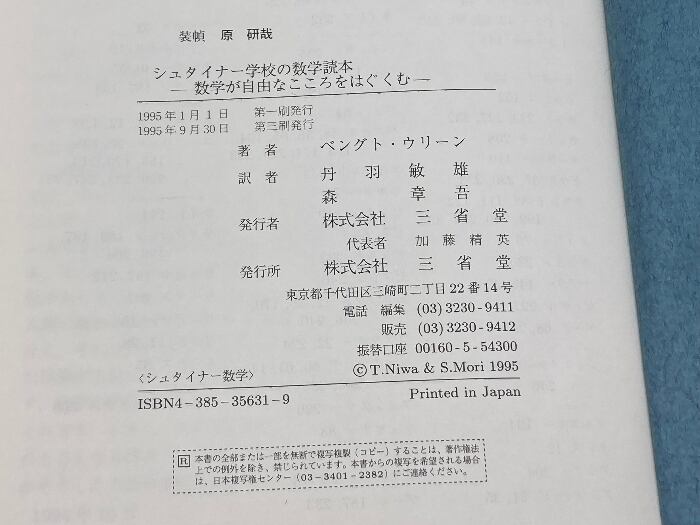 装幀 原 研哉
シュタイナー学校の数学読本
― 数学が自由なこころをはぐくむ ―
1995年1月1日 第一刷発行
1995年9月30日 第三刷発行
著者 ベングト・ウリーン
訳者 丹羽敏雄
森章吾
発行者 株式会社 三省堂
代表者 加藤精英
発行所 株式会社 三省堂
東京都千代田区三崎町二丁目22番14号
電話 編集 (03)3230-9411
販売 (03)3230-9412
振替口座 00160-5-54300
〈シュタイナー数学〉 ©T.Niwa & S.Mori 1995
ISBN4-385-35631-9 Printed in Japan
R 本書の全部または一部を無断で複写複製(コピー)することは、著作権法
上での例外を除き、禁じられています。本書からの複写を希望される場合
は、日本複写権センター(03-3401-2382)にご連絡ください。